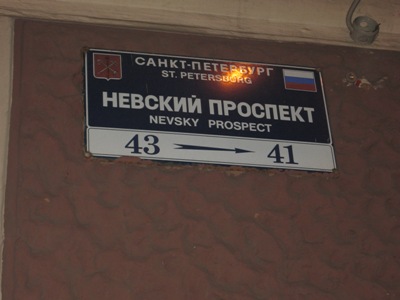 САНКТ-ПЕТЕРБУРГ
ST. PETERSBURG
НЕВСКИЙ ПРОСПЕКТ
NEVSKY PROSPECT
43 41